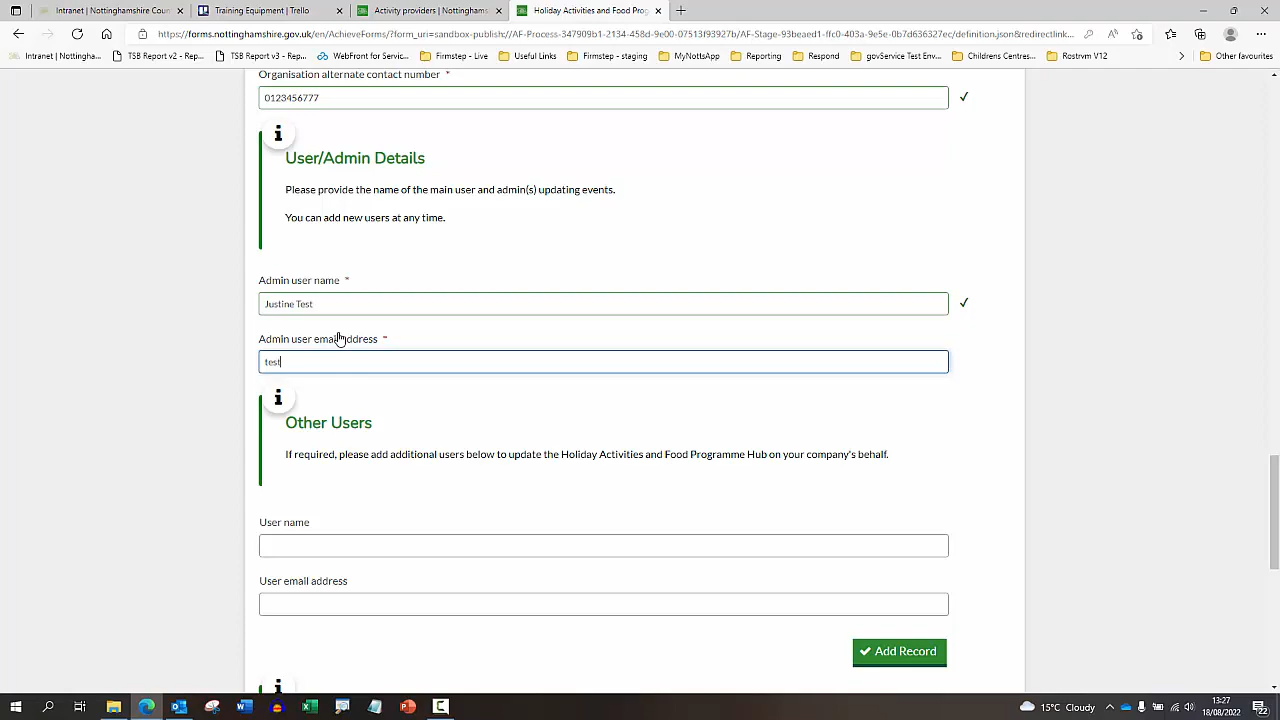 Intranet | Nottinghamshire Coun
Training Equipment | Trello
Activity providers | Nottinghams
Holiday Activities and Food Prog
https://forms.nottinghamshire.gov.uk/en/AchieveForms/?form_uri=sandbox-publish://AF-Process-347909b1-2134-458d-9e00-07513f93927b/AF-Stage-93beaed1-ffc0-403a-9e5e-0b7d636327ec/definition.json&redirectlink...
Intranet | Nottingha...
TSB Report v2 - Rep...
TSB Report v3 - Rep...
WebFront for Servic...
Firmstep - Live
Useful Links
Firmstep - staging
MyNottsApp
Reporting
Respond
govService Test Env...
Childrens Centres...
Rostrvm V12
Other favourites
Organisation alternate contact number *
0123456777
User/Admin Details
Please provide the name of the main user and admin(s) updating events.
You can add new users at any time.
Admin user name *
Justine Test
Admin user email address *
test
Other Users
If required, please add additional users below to update the Holiday Activities and Food Programme Hub on your company's behalf.
User name
User email address
Add Record
15°C Cloudy
13:27
18/08/2022